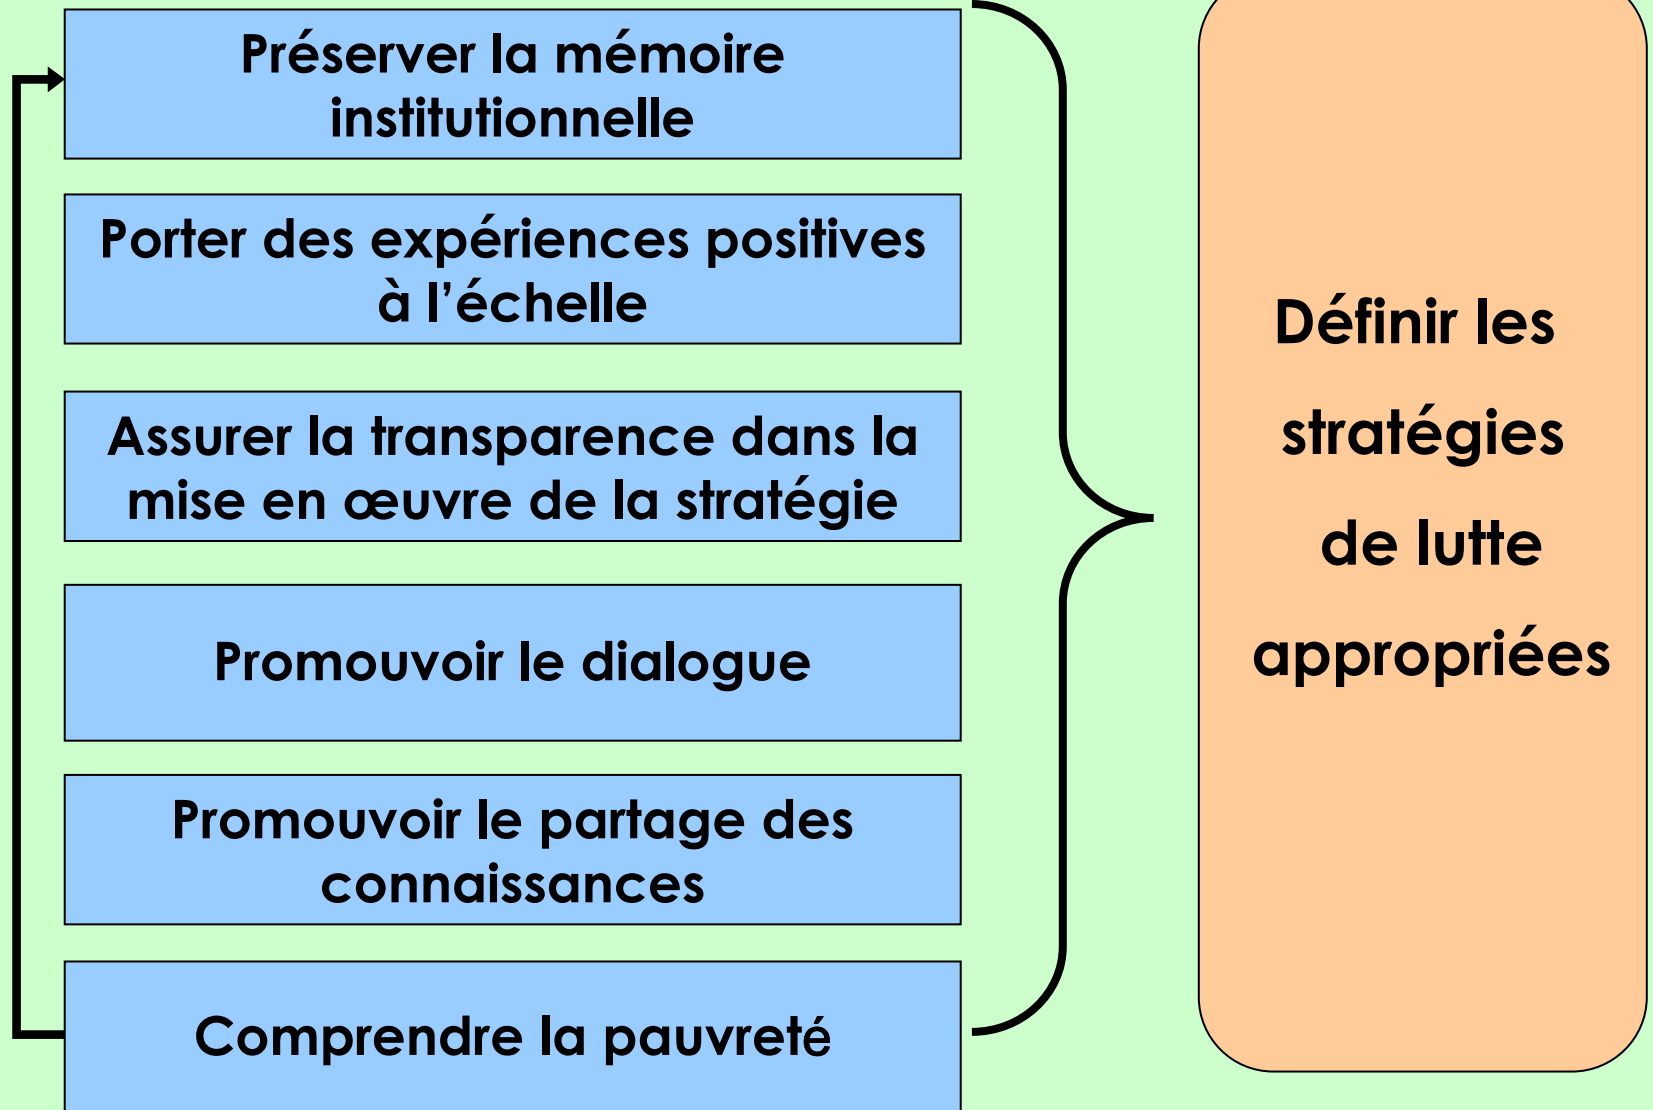 Préserver la mémoire
institutionnelle
Porter des expériences positives
à l’échelle
Assurer la transparence dans la
mise en œuvre de la stratégie
Promouvoir le dialogue
Promouvoir le partage des
connaissances
Comprendre la pauvreté
Définir les
stratégies
de lutte
appropriées